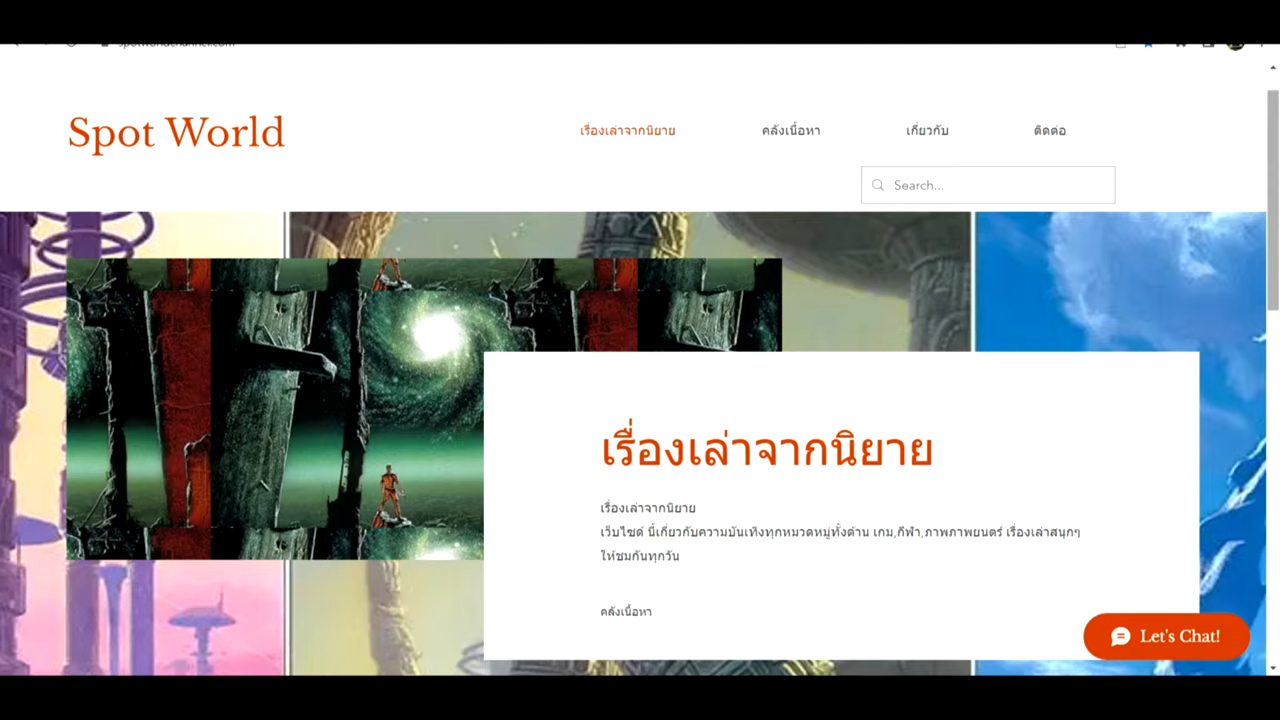 Spot World
เรื่องเล่าจากนิยาย
คลังเนื้อหา
เกี่ยวกับ
ติดต่อ
Search...
เรื่องเล่าจากนิยาย
เรื่องเล่าจากนิยาย
เว็บไซด์ นี้เกี่ยวกับความบันเทิงทุกหมวดหมู่ทั้งด้าน เกม,กีฬา,ภาพภาพยนตร์ เรื่องเล่าสนุกๆ
ให้ชมกันทุกวัน
คลังเนื้อหา
Let's Chat!